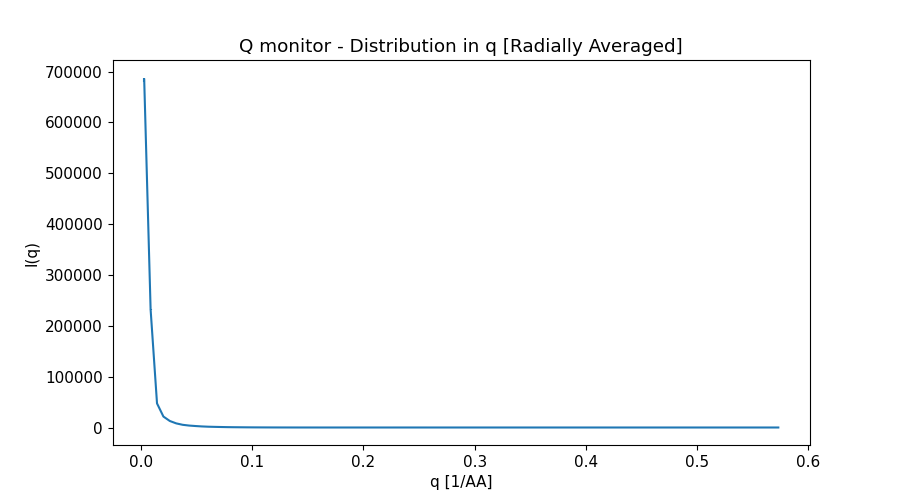 Q monitor - Distribution in q [Radially Averaged]
700000
600000
500000
400000
300000
200000
100000
0
I(q)
0.0 0.1 0.2 0.3 0.4 0.5 0.6
q [1/AA]